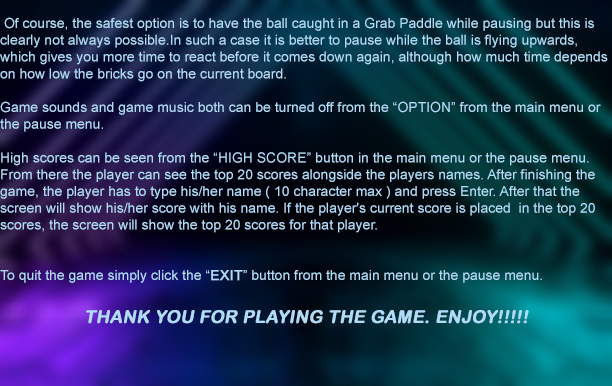 Of course, the safest option is to have the ball caught in a Grab Paddle while pausing but this is
clearly not always possible.In such a case it is better to pause while the ball is flying upwards,
which gives you more time to react before it comes down again, although how much time depends
on how low the bricks go on the current board.
Game sounds and game music both can be turned off from the “OPTION” from the main menu or
the pause menu.
High scores can be seen from the “HIGH SCORE” button in the main menu or the pause menu.
From there the player can see the top 20 scores alongside the players names. After finishing the
game, the player has to type his/her name ( 10 character max ) and press Enter. After that the
screen will show his/her score with his name. If the player's current score is placed  in the top 20
scores, the screen will show the top 20 scores for that player.
To quit the game simply click the “EXIT” button from the main menu or the pause menu.
THANK YOU FOR PLAYING THE GAME. ENJOY!!!!!